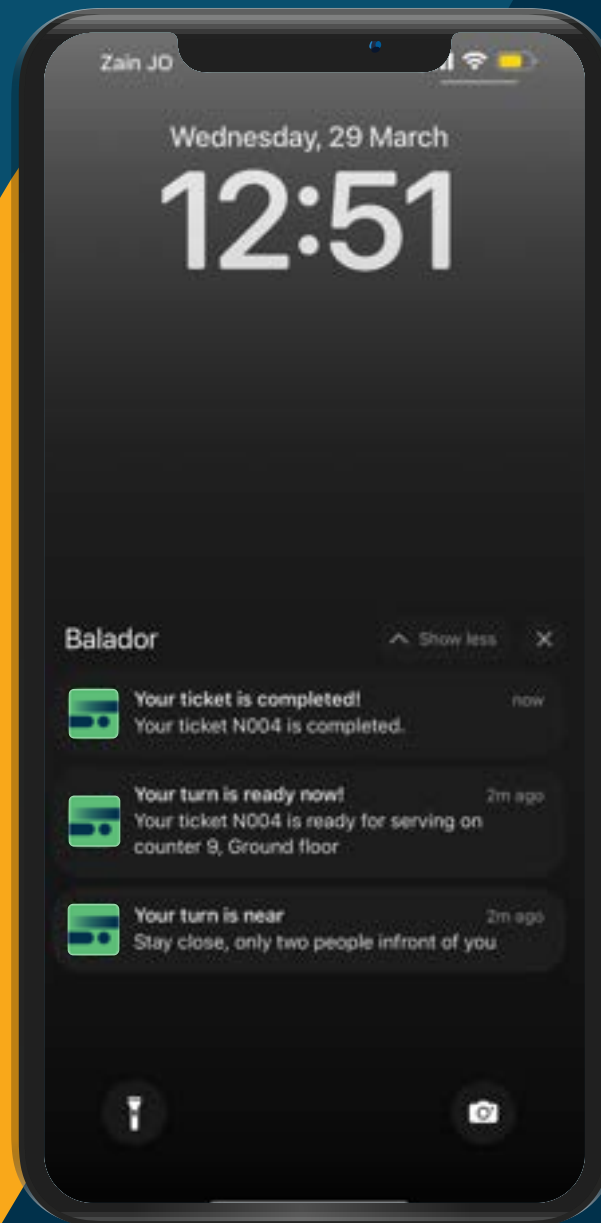 Zain JO
Wednesday, 29 March
12:51
Balador
Show less
Your ticket is completed!
now
Your ticket N004 is completed.
Your turn is ready now!
2m ago
Your ticket N004 is ready for serving on
counter 9, Ground floor
Your turn is near
2m ago
Stay close, only two people infront of you